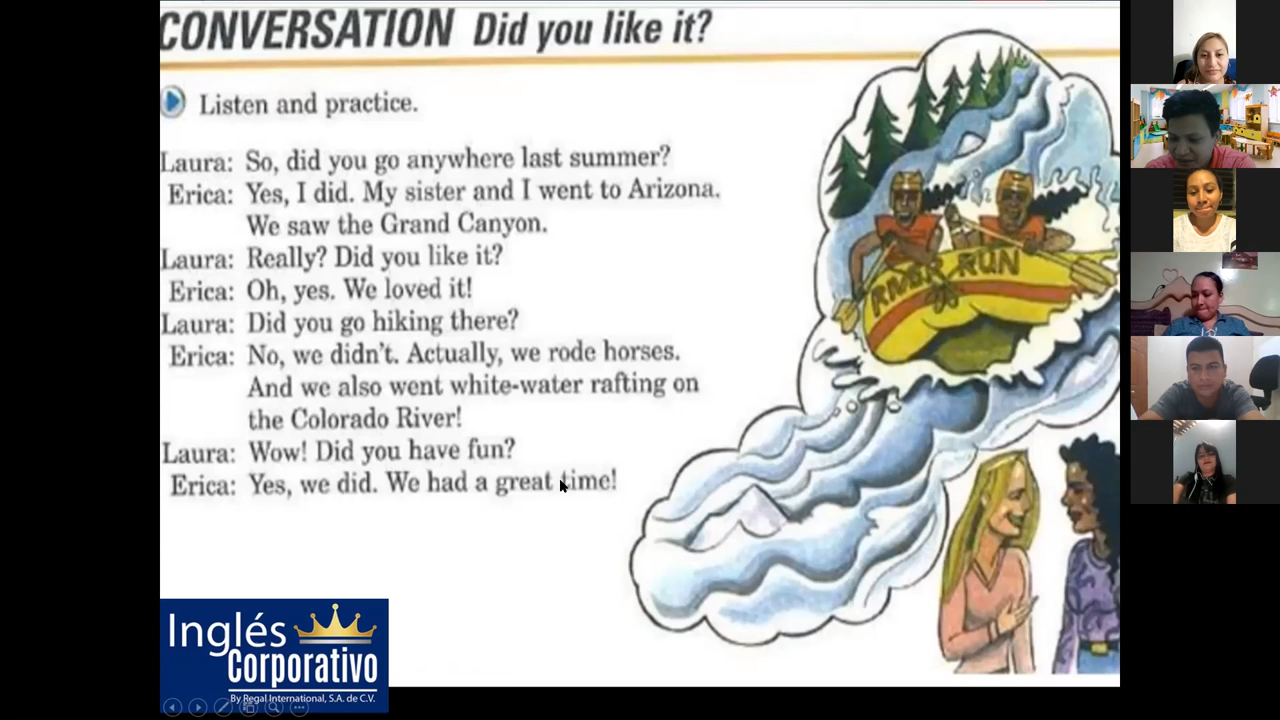 CONVERSATION Did you like it?
Listen and practice.
Laura: So, did you go anywhere last summer?
Erica: Yes, I did. My sister and I went to Arizona.
We saw the Grand Canyon.
Laura: Really? Did you like it?
Erica: Oh, yes. We loved it!
Laura: Did you go hiking there?
Erica: No, we didn't. Actually, we rode horses.
And we also went white-water rafting on
the Colorado River!
Laura: Wow! Did you have fun?
Erica: Yes, we did. We had a great time!
RIVER RUN
Inglés
Corporativo
By Regal International, S.A. de C.V.